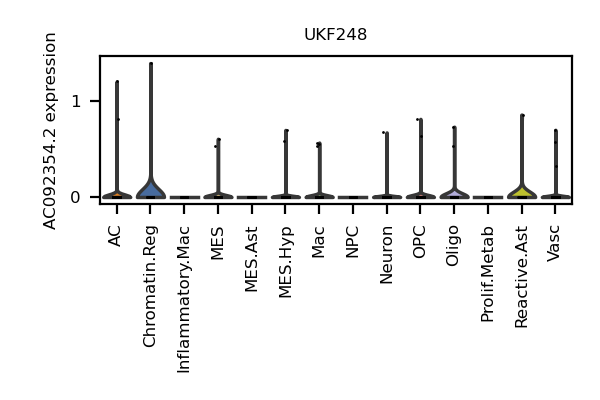 UKF248
AC092354.2 expression
1
0
AC
Chromatin.Reg
Inflammatory.Mac
MES
MES.Ast
MES.Hyp
Mac
NPC
Neuron
OPC
Oligo
Prolif.Metab
Reactive.Ast
Vasc